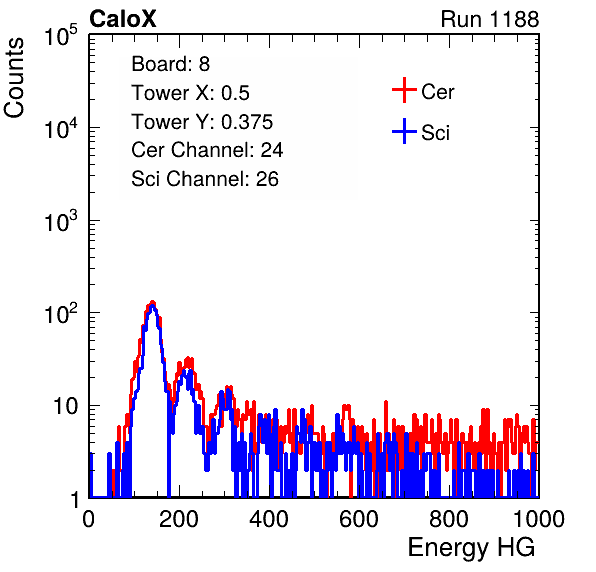 CaloX Run 1188
Board: 8
Tower X: 0.5
Tower Y: 0.375
Cer Channel: 24
Sci Channel: 26
Cer
Sci
Counts
10^5
10^4
10^3
10^2
10
1
0 200 400 600 800 1000
Energy HG